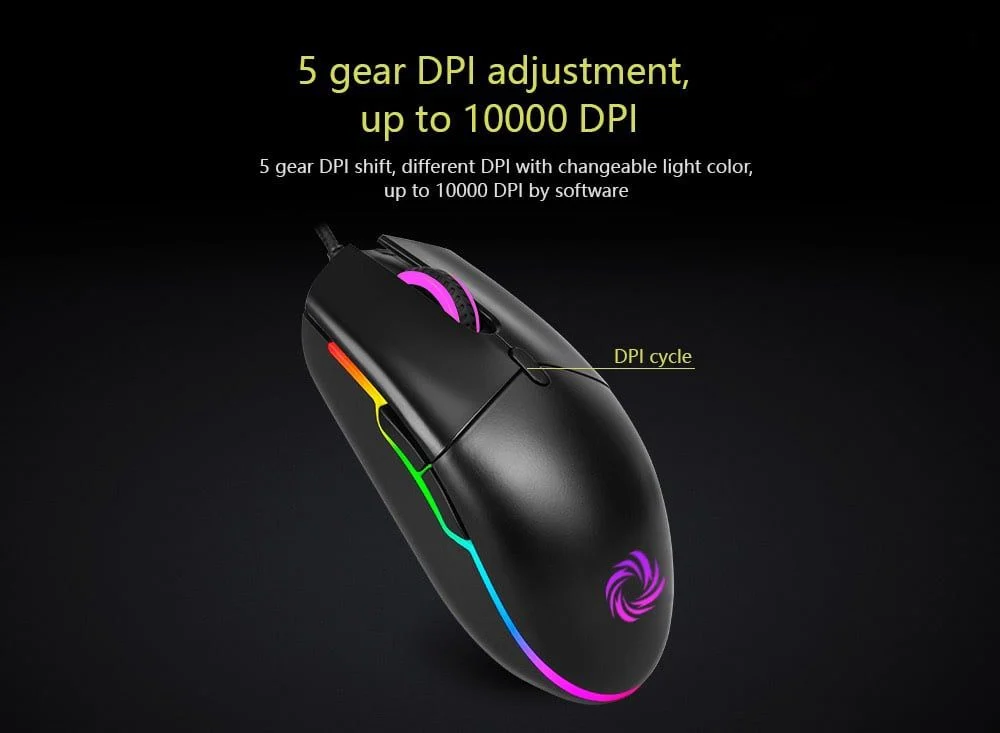 5 gear DPI adjustment,
up to 10000 DPI
5 gear DPI shift, different DPI with changeable light color,
up to 10000 DPI by software
DPI cycle